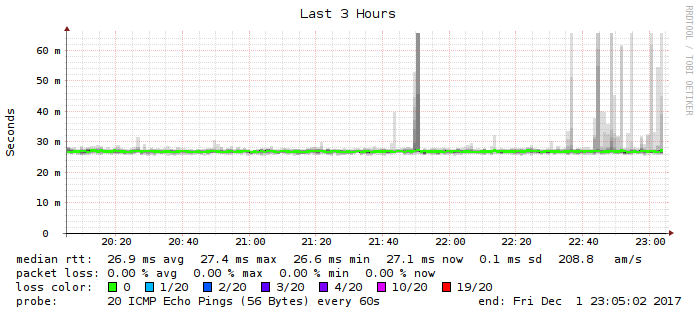 Last 3 Hours
RRDTOOL / TOBI OETIKER
Seconds
60 m
50 m
40 m
30 m
20 m
10 m
0
20:20 20:40 21:00 21:20 21:40 22:00 22:20 22:40 23:00
median rtt: 26.9 ms avg 27.4 ms max 26.6 ms min 27.1 ms now 0.1 ms sd 208.8 am/s
packet loss: 0.00 % avg 0.00 % max 0.00 % min 0.00 % now
loss color: 0 1/20 2/20 3/20 4/20 10/20 19/20
probe: 20 ICMP Echo Pings (56 Bytes) every 60s end: Fri Dec 1 23:05:02 2017